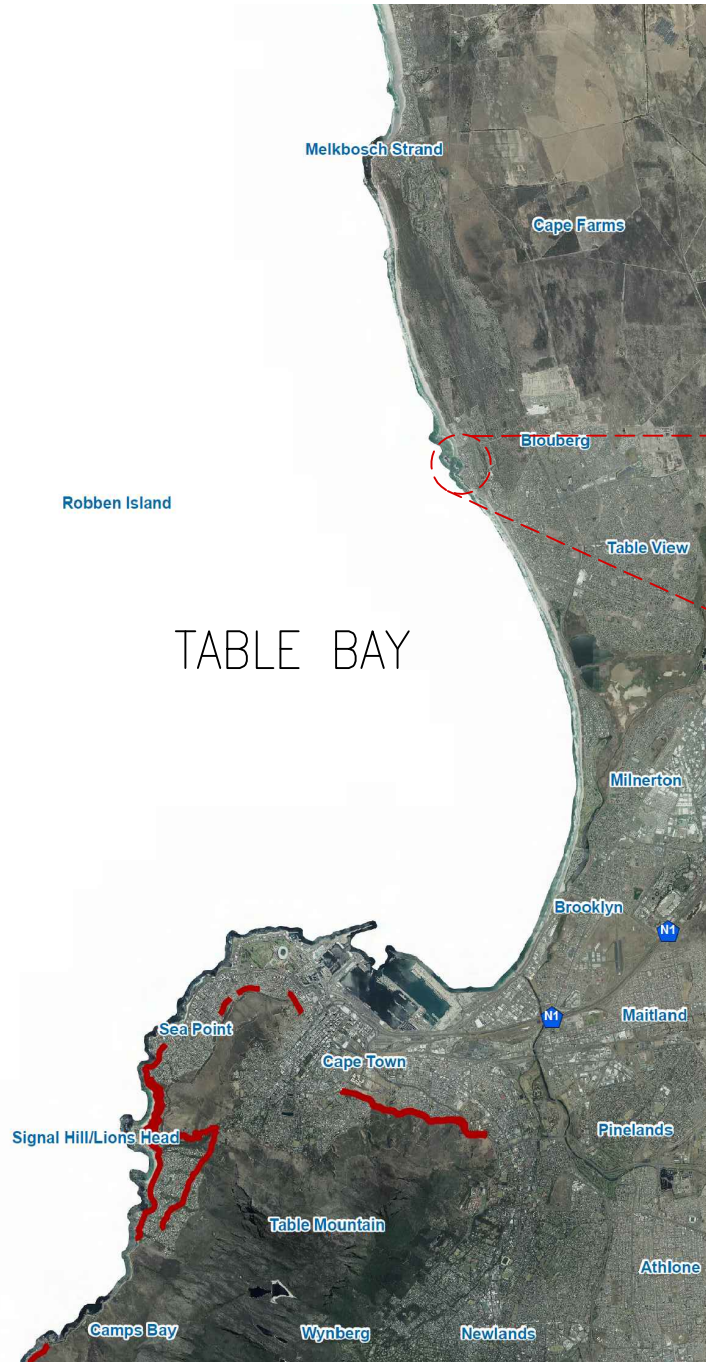 Melkbosch Strand
Cape Farms
Blouberg
Robben Island
Table View
TABLE BAY
Milnerton
Brooklyn
N1
N1
Maitland
Sea Point
Cape Town
Signal Hill/Lions Head
Pinelands
Table Mountain
Athlone
Camps Bay
Wynberg
Newlands